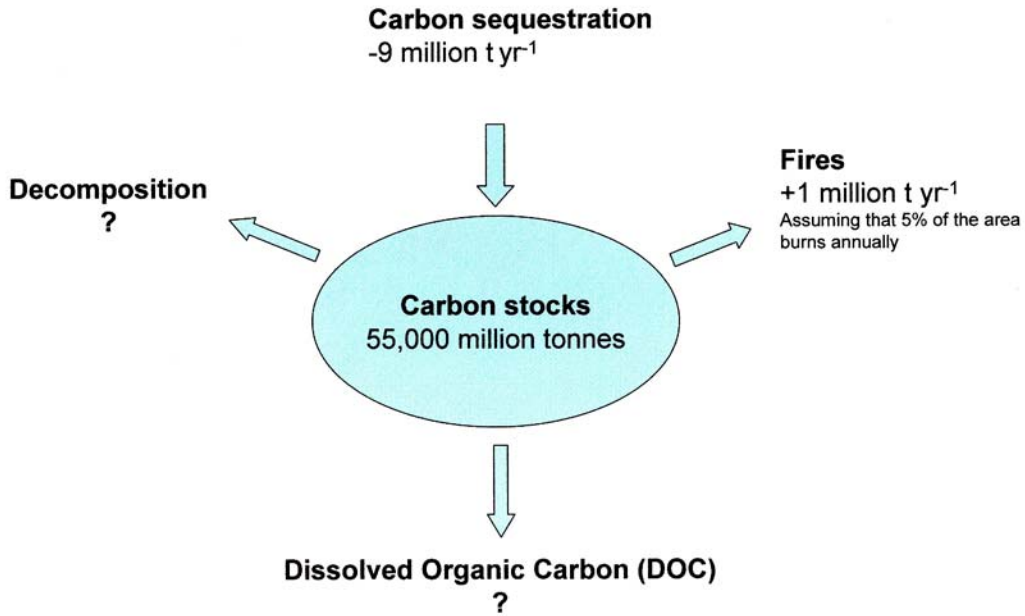 Carbon sequestration
-9 million t yr-1
Decomposition
?
Fires
+1 million t yr-1
Assuming that 5% of the area
burns annually
Carbon stocks
55,000 million tonnes
Dissolved Organic Carbon (DOC)
?